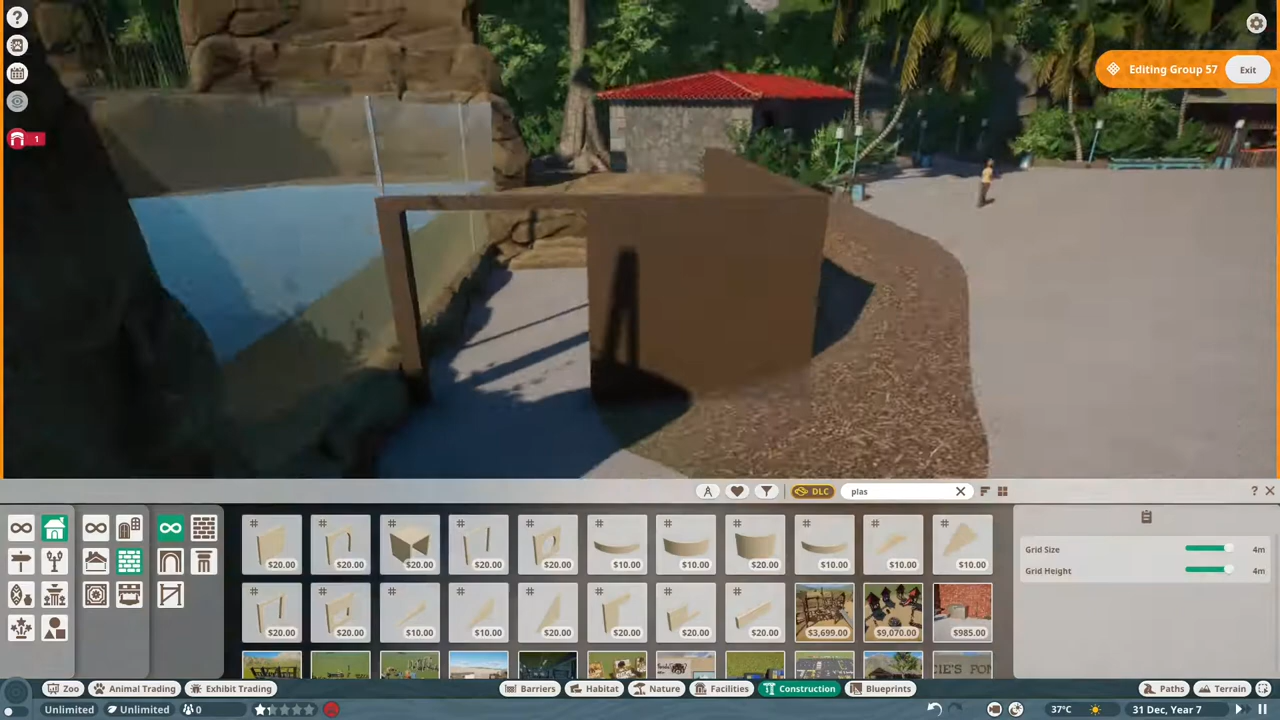 ?
Editing Group 57
Exit
1
DLC
plas
?
$20.00
$20.00
$20.00
$20.00
$20.00
$10.00
$10.00
$20.00
$10.00
$10.00
$10.00
Grid Size
4m
Grid Height
4m
$20.00
$20.00
$10.00
$10.00
$20.00
$20.00
$20.00
$20.00
$3,699.00
$9,070.00
$985.00
Zoo
Animal Trading
Exhibit Trading
Barriers
Habitat
Nature
Facilities
Construction
Blueprints
Paths
Terrain
Unlimited
Unlimited
0
37°C
31 Dec, Year 7